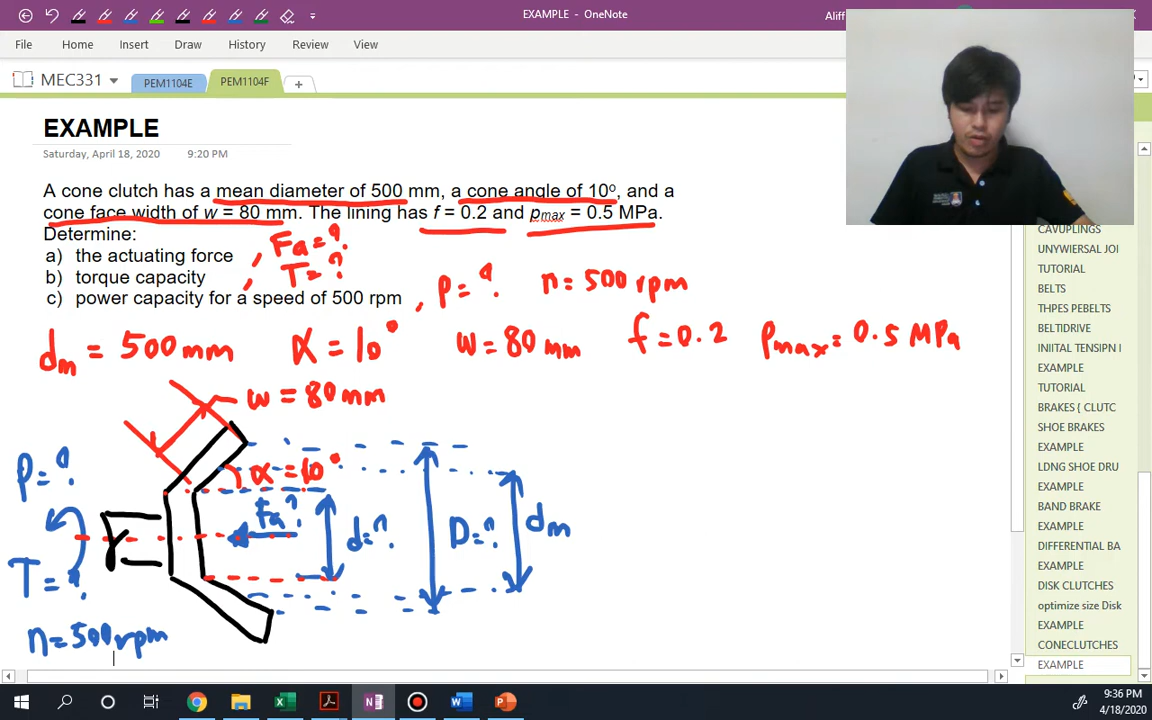 EXAMPLE - OneNote
Aliff
File Home Insert Draw History Review View
MEC331 PEM1104E PEM1104F
EXAMPLE
Saturday, April 18, 2020 9:20 PM
A cone clutch has a mean diameter of 500 mm, a cone angle of 10º, and a
cone face width of w = 80 mm. The lining has f = 0.2 and pmax = 0.5 MPa.
Determine:
a) the actuating force
Fa = ?
b) torque capacity
T = ?
c) power capacity for a speed of 500 rpm
, P = ? n = 500 rpm
dm = 500 mm α = 10° w = 80 mm f = 0.2 Pmax = 0.5 MPa
w = 80 mm
P = ?
α = 10°
Fa ?
d = ?
D = ?
dm
T = ?
n = 500 rpm
CAVUPLINGS
UNYWIERSAL JOI
TUTORIAL
BELTS
THPES PEBELTS
BELTIDRIVE
INIITAL TENSIPN I
EXAMPLE
TUTORIAL
BRAKES ( CLUTC
SHOE BRAKES
EXAMPLE
LDNG SHOE DRU
EXAMPLE
BAND BRAKE
EXAMPLE
DIFFERENTIAL BA
EXAMPLE
DISK CLUTCHES
optimize size Disk
EXAMPLE
CONECLUTCHES
EXAMPLE
9:36 PM
4/18/2020